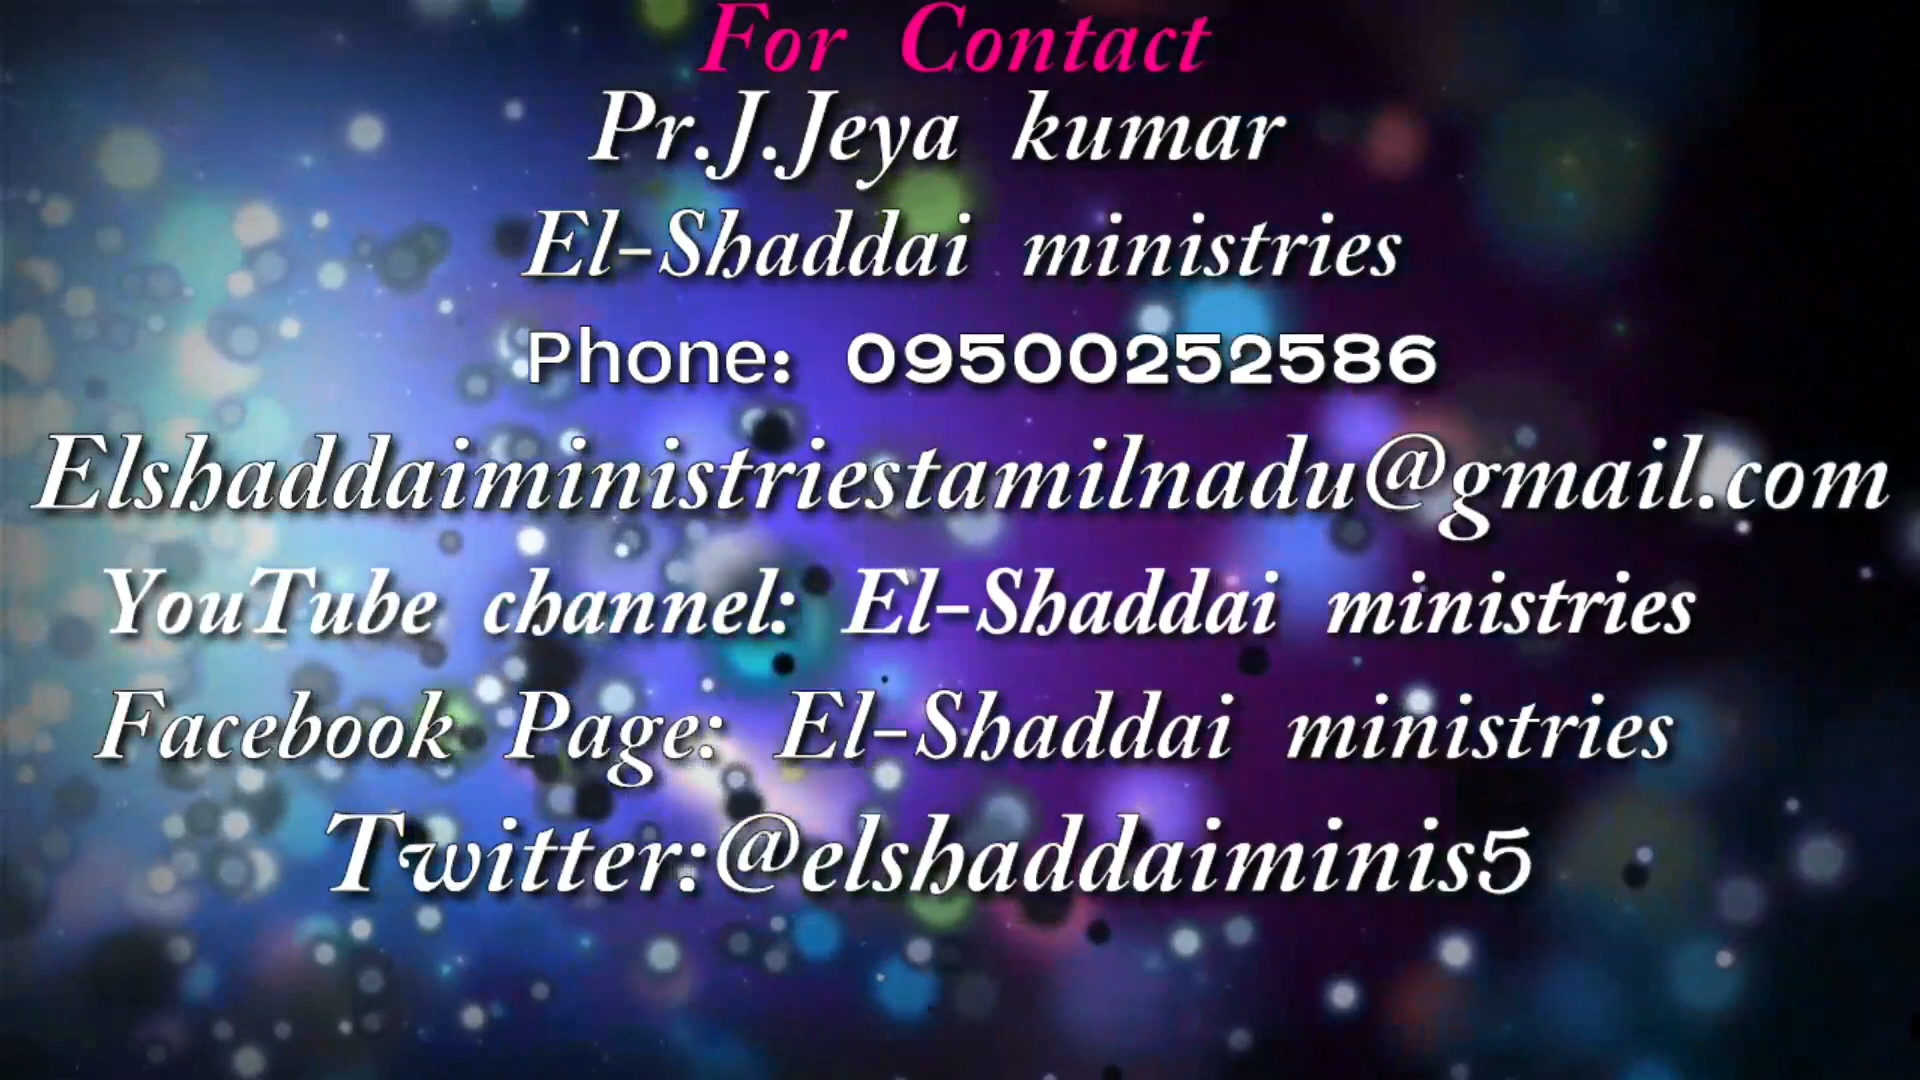 For Contact
Pr.J.Jeya kumar
El-Shaddai ministries
Phone: 09500252586
Elshaddaiministriestamilnadu@gmail.com
YouTube channel: El-Shaddai ministries
Facebook Page: El-Shaddai ministries
Twitter:@elshaddaiminis5